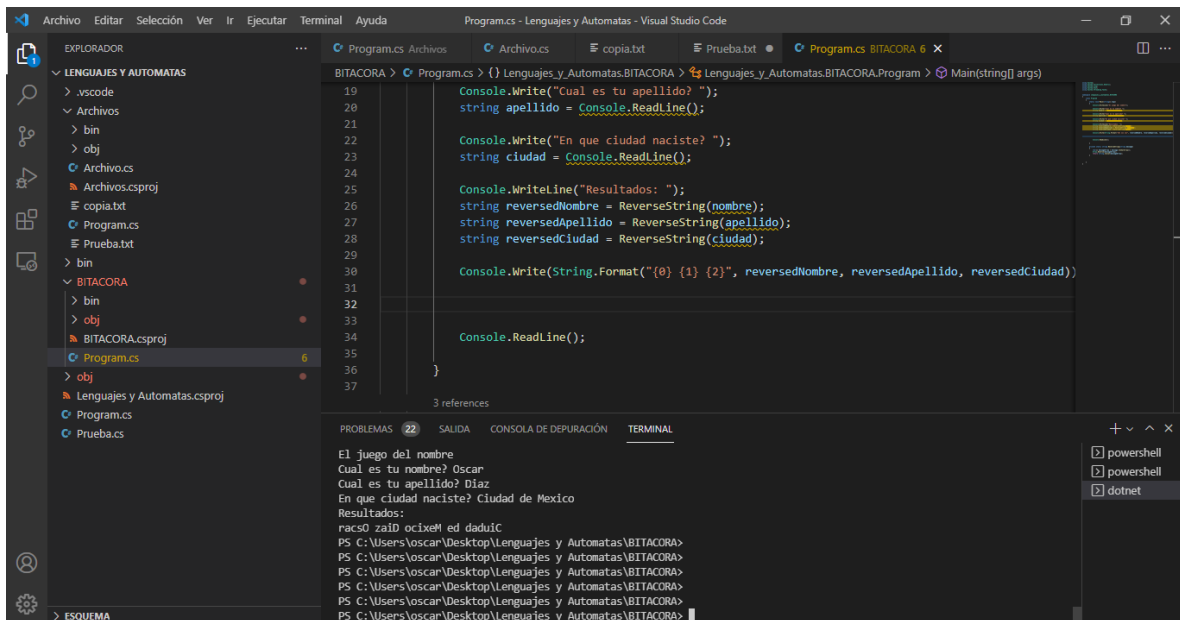 Archivo Editar Selección Ver Ir Ejecutar Terminal Ayuda Program.cs - Lenguajes y Automatas - Visual Studio Code
EXPLORADOR
LENGUAJES Y AUTOMATAS
.vscode
Archivos
bin
obj
Archivo.cs
Archivos.csproj
copia.txt
Program.cs
Prueba.txt
bin
BITACORA
bin
obj
BITACORA.csproj
Program.cs 6
obj
Lenguajes y Automatas.csproj
Program.cs
Prueba.cs
ESQUEMA
1
Program.cs Archivos Archivo.cs copia.txt Prueba.txt Program.cs BITACORA 6
BITACORA > Program.cs > {} Lenguajes_y_Automatas.BITACORA > Lenguajes_y_Automatas.BITACORA.Program > Main(string[] args)
19 Console.Write("Cual es tu apellido? ");
20 string apellido = Console.ReadLine();
21
22 Console.Write("En que ciudad naciste? ");
23 string ciudad = Console.ReadLine();
24
25 Console.WriteLine("Resultados: ");
26 string reversedNombre = ReverseString(nombre);
27 string reversedApellido = ReverseString(apellido);
28 string reversedCiudad = ReverseString(ciudad);
29
30 Console.Write(String.Format("{0} {1} {2}", reversedNombre, reversedApellido, reversedCiudad))
31
32
33
34 Console.ReadLine();
35
36 }
37
3 references
PROBLEMAS 22 SALIDA CONSOLA DE DEPURACIÓN TERMINAL
El juego del nombre
Cual es tu nombre? Oscar
Cual es tu apellido? Diaz
En que ciudad naciste? Ciudad de Mexico
Resultados:
racsO zaiD ocixeM ed daduiC
PS C:\Users\oscar\Desktop\Lenguajes y Automatas\BITACORA>
PS C:\Users\oscar\Desktop\Lenguajes y Automatas\BITACORA>
PS C:\Users\oscar\Desktop\Lenguajes y Automatas\BITACORA>
PS C:\Users\oscar\Desktop\Lenguajes y Automatas\BITACORA>
PS C:\Users\oscar\Desktop\Lenguajes y Automatas\BITACORA>
PS C:\Users\oscar\Desktop\Lenguajes y Automatas\BITACORA>
powershell
powershell
dotnet